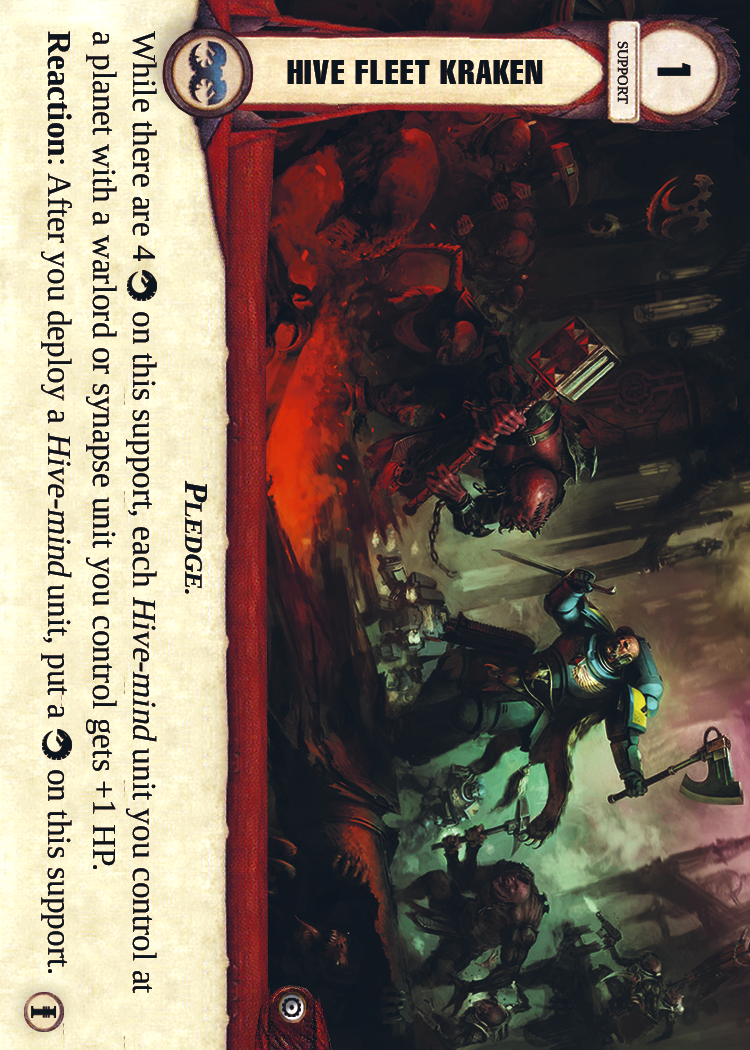 1
SUPPORT
HIVE FLEET KRAKEN
PLEDGE.
While there are 4 on this support, each Hive-mind unit you control at
a planet with a warlord or synapse unit you control gets +1 HP.
Reaction: After you deploy a Hive-mind unit, put a on this support.
I